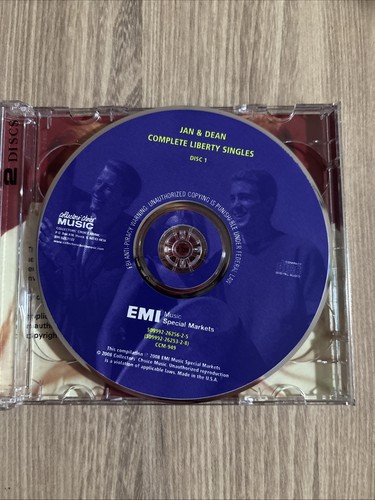 JAN & DEAN
COMPLETE LIBERTY SINGLES
DISC 1
2 DISCS
collectors' choice
MUSIC
COLLECTORS' CHOICE MUSIC
FBI ANTI PIRACY WARNING: UNAUTHORIZED COPYING IS PUNISHABLE UNDER FEDERAL LAW
EMI Music
Special Markets
509992-26256-2-5
(509992-26253-2-8)
CCM-949
This compilation ℗ 2008 EMI Music Special Markets
© 2008 Collectors' Choice Music. Unauthorized reproduction
is a violation of applicable laws. Made in the U.S.A.